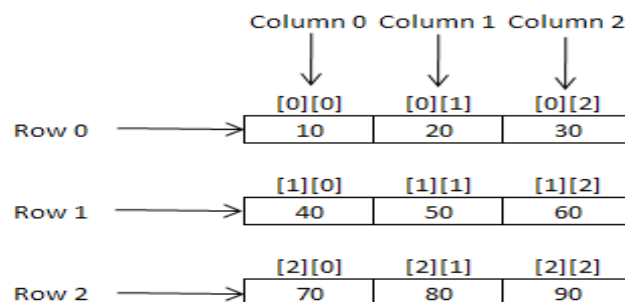 Column 0 Column 1 Column 2
[0][0] [0][1] [0][2]
Row 0 10 20 30
[1][0] [1][1] [1][2]
Row 1 40 50 60
[2][0] [2][1] [2][2]
Row 2 70 80 90